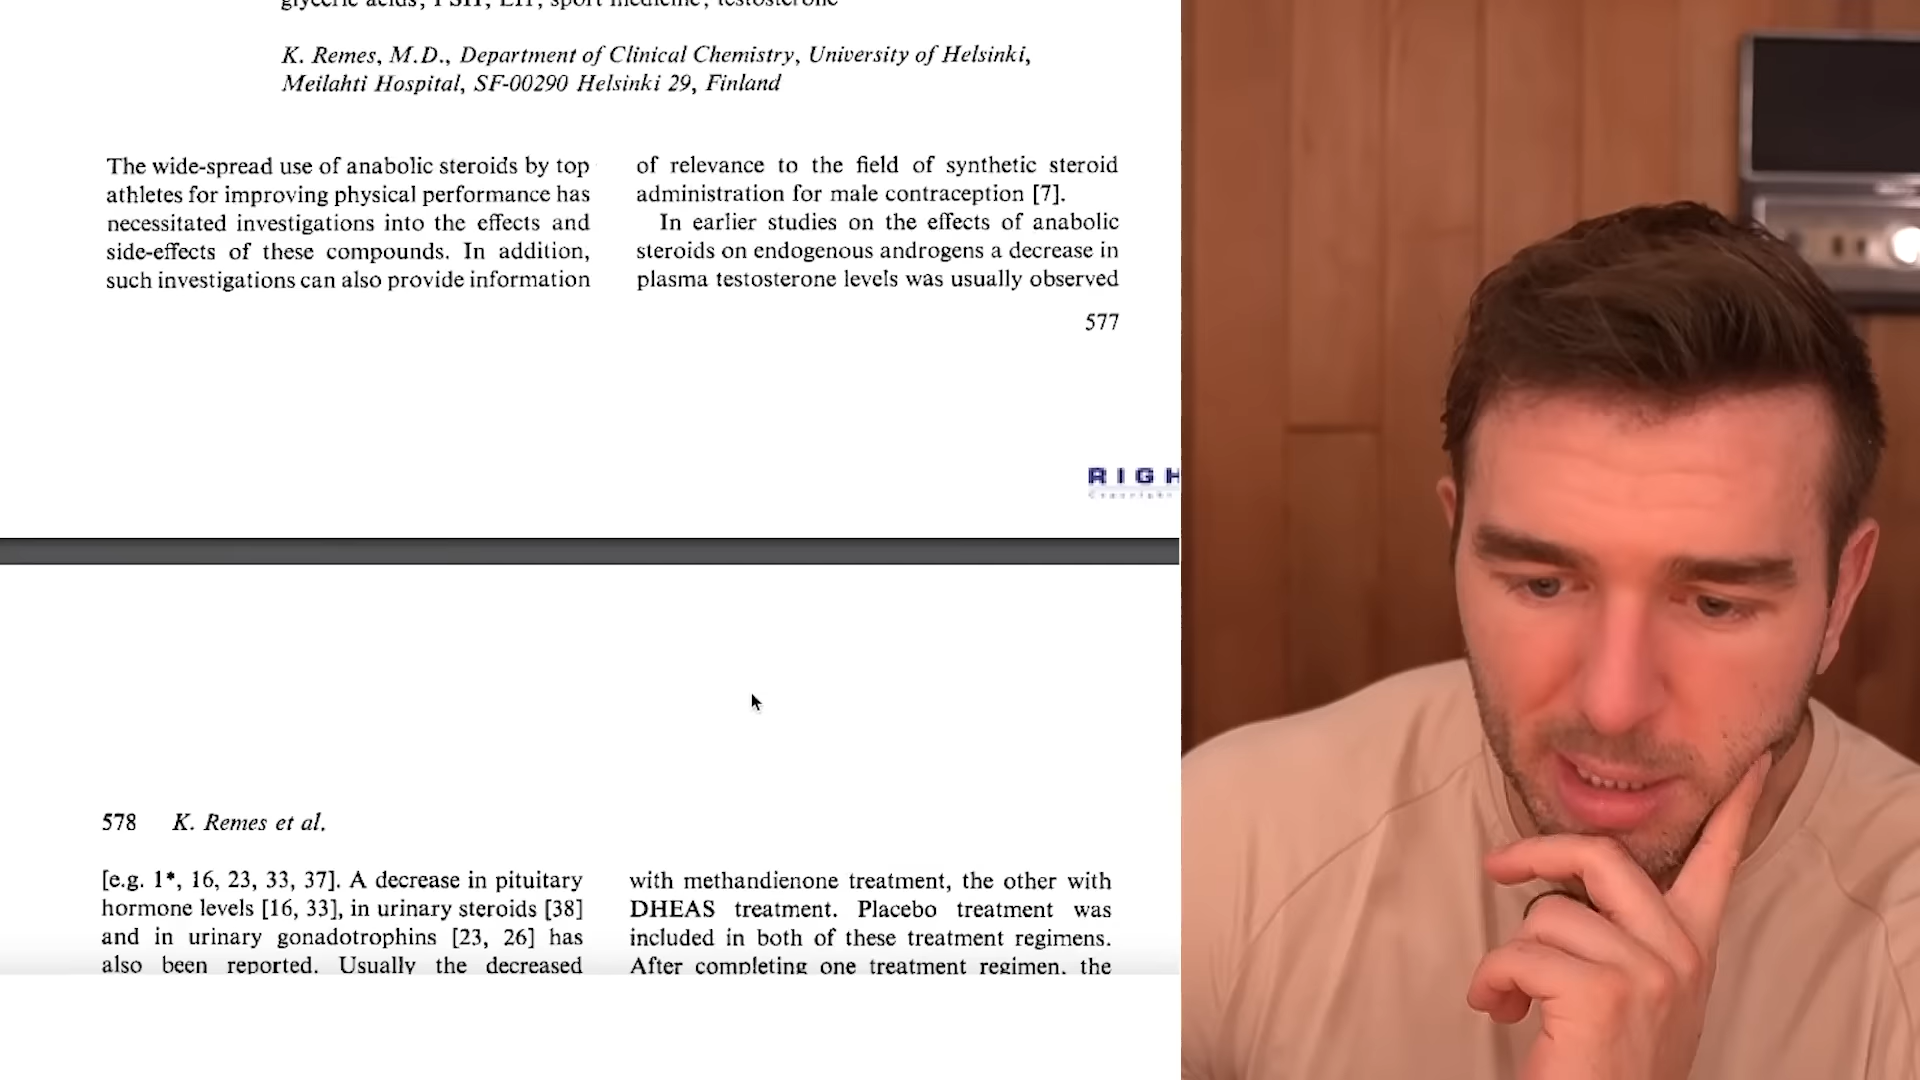 K. Remes, M.D., Department of Clinical Chemistry, University of Helsinki,
Meilahti Hospital, SF-00290 Helsinki 29, Finland
The wide-spread use of anabolic steroids by top
athletes for improving physical performance has
necessitated investigations into the effects and
side-effects of these compounds. In addition,
such investigations can also provide information
of relevance to the field of synthetic steroid
administration for male contraception [7].
In earlier studies on the effects of anabolic
steroids on endogenous androgens a decrease in
plasma testosterone levels was usually observed
577
RIGH
578 K. Remes et al.
[e.g. 1*, 16, 23, 33, 37]. A decrease in pituitary
hormone levels [16, 33], in urinary steroids [38]
and in urinary gonadotrophins [23, 26] has
also been reported. Usually the decreased
with methandienone treatment, the other with
DHEAS treatment. Placebo treatment was
included in both of these treatment regimens.
After completing one treatment regimen, the